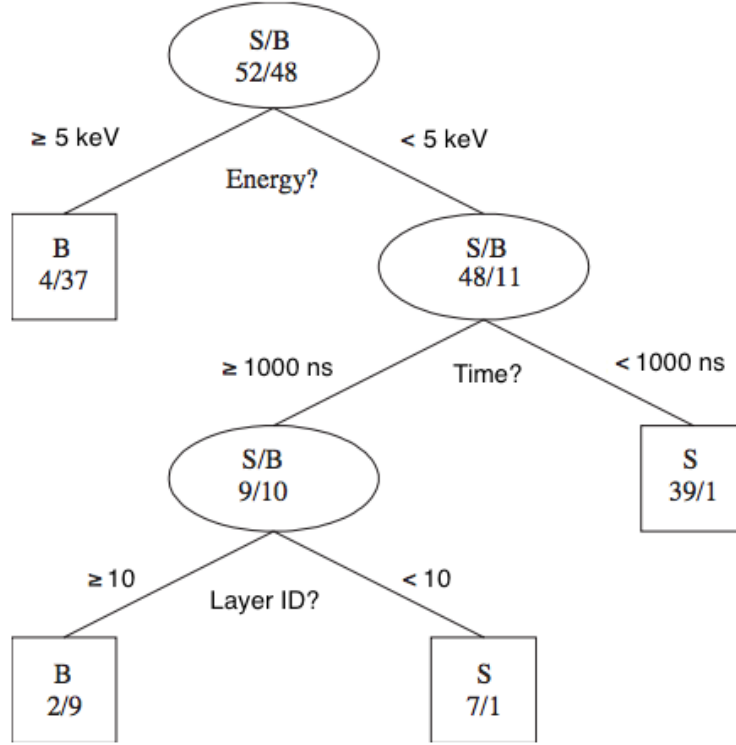 S/B
52/48
≥ 5 keV
< 5 keV
Energy?
B
4/37
S/B
48/11
≥ 1000 ns
Time?
< 1000 ns
S/B
9/10
S
39/1
≥ 10
Layer ID?
< 10
B
2/9
S
7/1